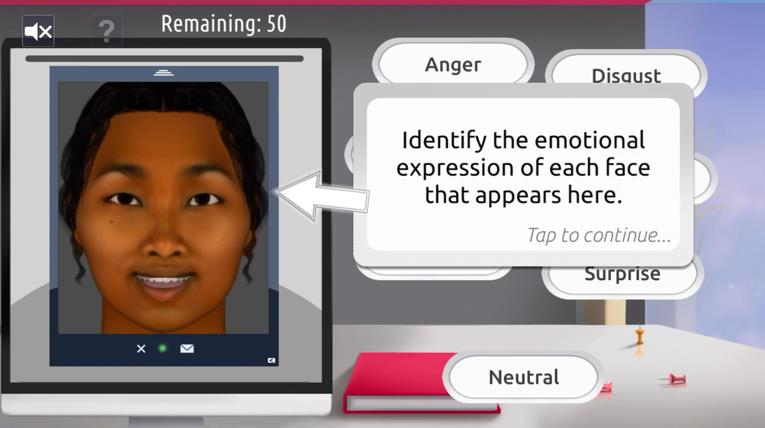 Remaining: 50
?
Anger
Disgust
Identify the emotional
expression of each face
that appears here.
Tap to continue...
Surprise
Neutral